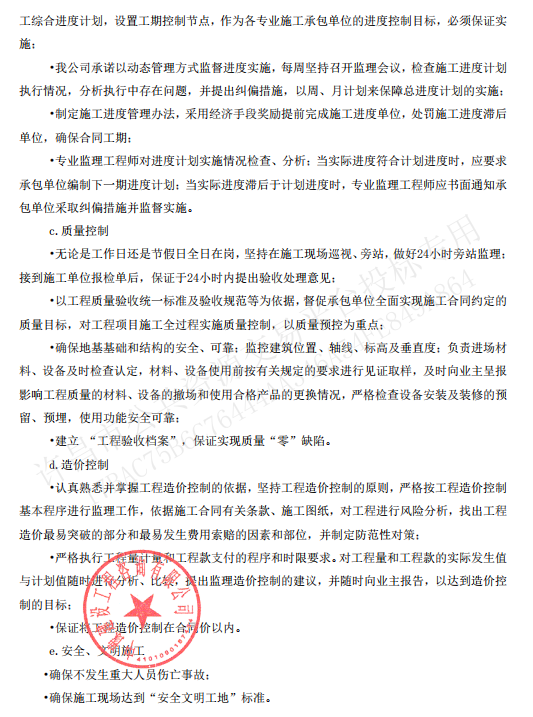 工综合进度计划，设置工期控制节点，作为各专业施工承包单位的进度控制目标，必须保证实
施；
•我公司承诺以动态管理方式监督进度实施，每周坚持召开监理会议，检查施工进度计划
执行情况，分析执行中存在问题，并提出纠偏措施，以周、月计划来保障总进度计划的实施；
•制定施工进度管理办法，采用经济手段奖励提前完成施工进度单位，处罚施工进度滞后
单位，确保合同工期；
•专业监理工程师对进度计划实施情况检查、分析；当实际进度符合计划进度时，应要求
承包单位编制下一期进度计划；当实际进度滞后于计划进度时，专业监理工程师应书面通知承
包单位采取纠偏措施并监督实施。
c.质量控制
•无论是工作日还是节假日全日在岗，坚持在施工现场巡视、旁站，做好24小时旁站监理；
接到施工单位报检单后，保证于24小时内提出验收处理意见；
•以工程质量验收统一标准及验收规范等为依据，督促承包单位全面实现施工合同约定的
质量目标，对工程项目施工全过程实施质量控制，以质量预控为重点；
•确保地基基础和结构的安全、可靠；监控建筑位置、轴线、标高及垂直度；负责进场材
料、设备及时检查认定，材料、设备使用前按有关规定的要求进行见证取样，及时向业主呈报
影响工程质量的材料、设备的撤场和使用合格产品的更换情况，严格检查设备安装及装修的预
留、预埋，使用功能安全可靠；
•建立 “工程验收档案”，保证实现质量“零”缺陷。
d.造价控制
•认真熟悉并掌握工程造价控制的依据，坚持工程造价控制的原则，严格按工程造价控制
基本程序进行监理工作，依据施工合同有关条款、施工图纸，对工程进行风险分析，找出工程
造价最易突破的部分和最易发生费用索赔的因素和部位，并制定防范性对策；
•严格执行工程量计量和工程款支付的程序和时限要求。对工程量和工程款的实际发生值
与计划值随时进行分析、比较，提出监理造价控制的建议，并随时向业主报告，以达到造价控
制的目标；
•保证将工程造价控制在合同价以内。
e.安全、文明施工
•确保不发生重大人员伤亡事故；
•确保施工现场达到“安全文明工地”标准。